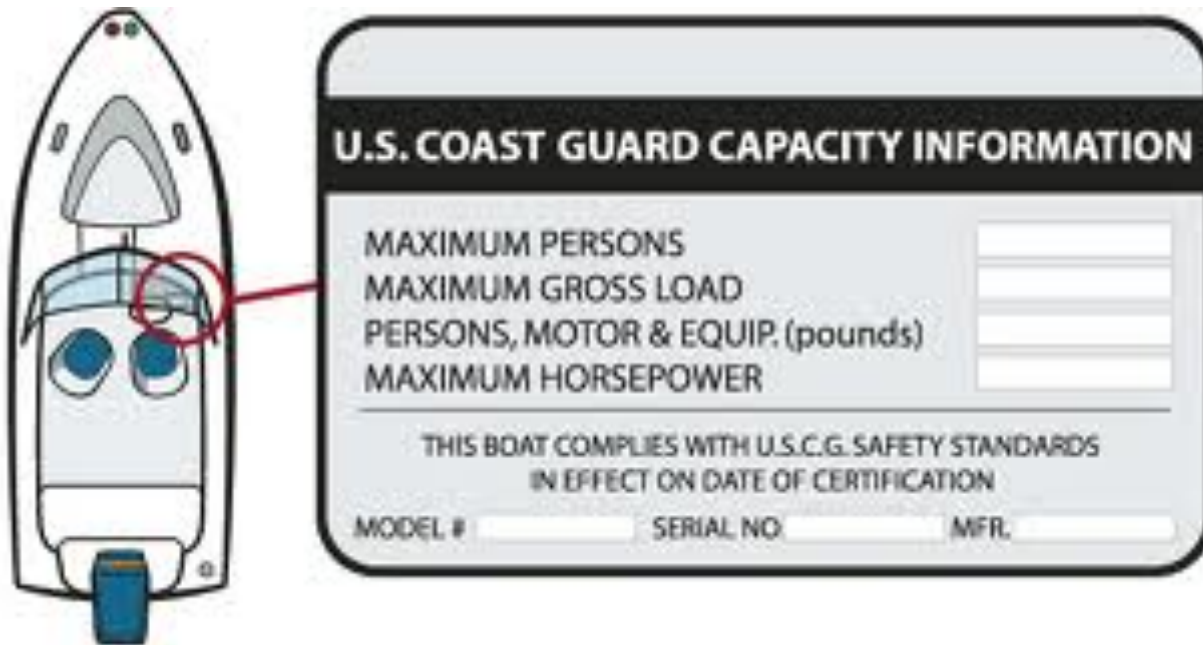 U.S. COAST GUARD CAPACITY INFORMATION
MAXIMUM PERSONS
MAXIMUM GROSS LOAD
PERSONS, MOTOR & EQUIP. (pounds)
MAXIMUM HORSEPOWER
THIS BOAT COMPLIES WITH U.S.C.G. SAFETY STANDARDS
IN EFFECT ON DATE OF CERTIFICATION
MODEL # SERIAL NO MFR.